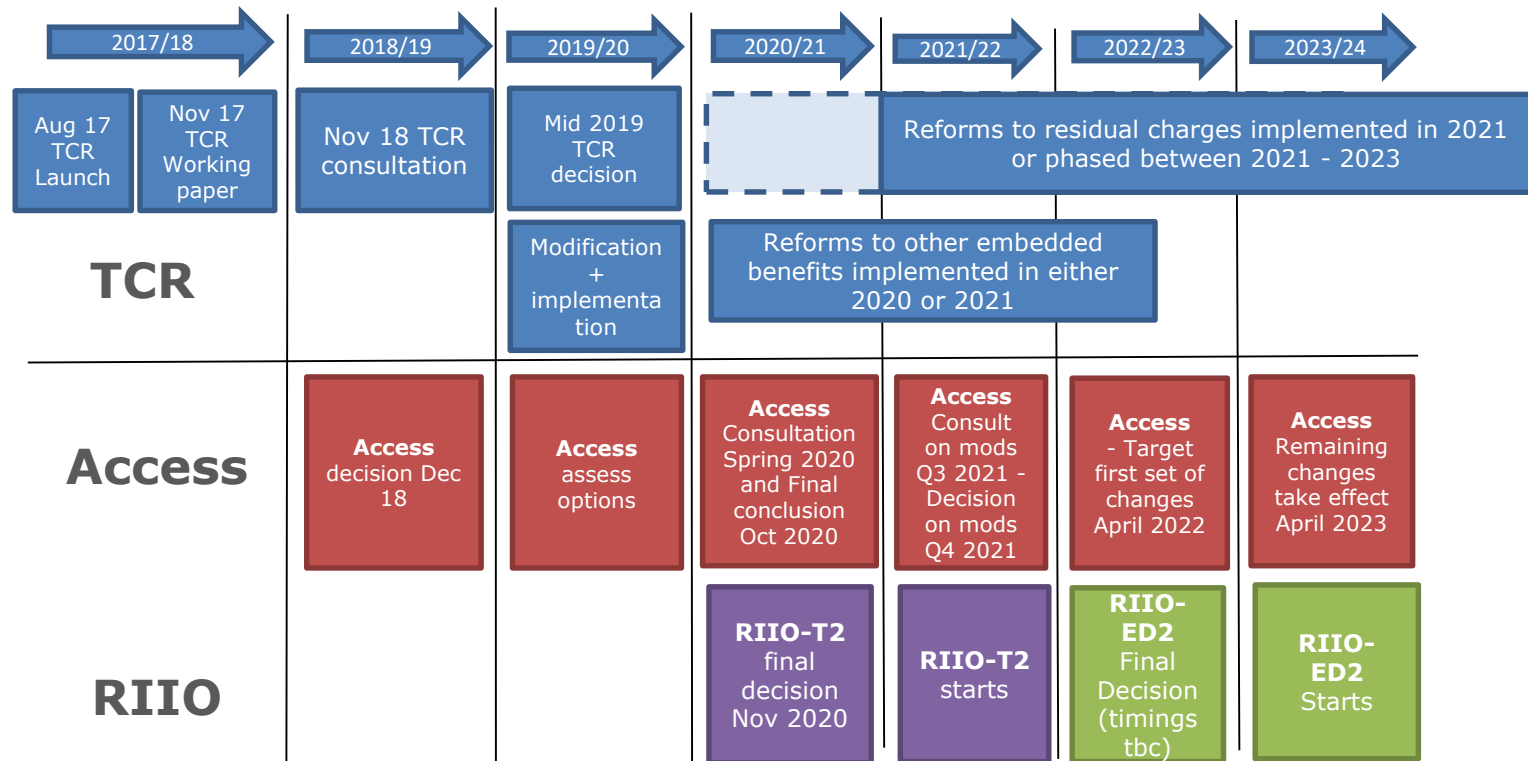 2017/18
2018/19
2019/20
2020/21
2021/22
2022/23
2023/24
Aug 17
TCR
Launch
Nov 17
TCR
Working
paper
Nov 18 TCR
consultation
Mid 2019
TCR
decision
Reforms to residual charges implemented in 2021
or phased between 2021 - 2023
TCR
Modification
+
implementa
tion
Reforms to other embedded
benefits implemented in either
2020 or 2021
Access
Access
decision Dec
18
Access
assess
options
Access
Consultation
Spring 2020
and Final
conclusion
Oct 2020
Access
Consult
on mods
Q3 2021 -
Decision
on mods
Q4 2021
Access
- Target
first set of
changes
April 2022
Access
Remaining
changes
take effect
April 2023
RIIO
RIIO-T2
final
decision
Nov 2020
RIIO-T2
starts
RIIO-
ED2
Final
Decision
(timings
tbc)
RIIO-
ED2
Starts